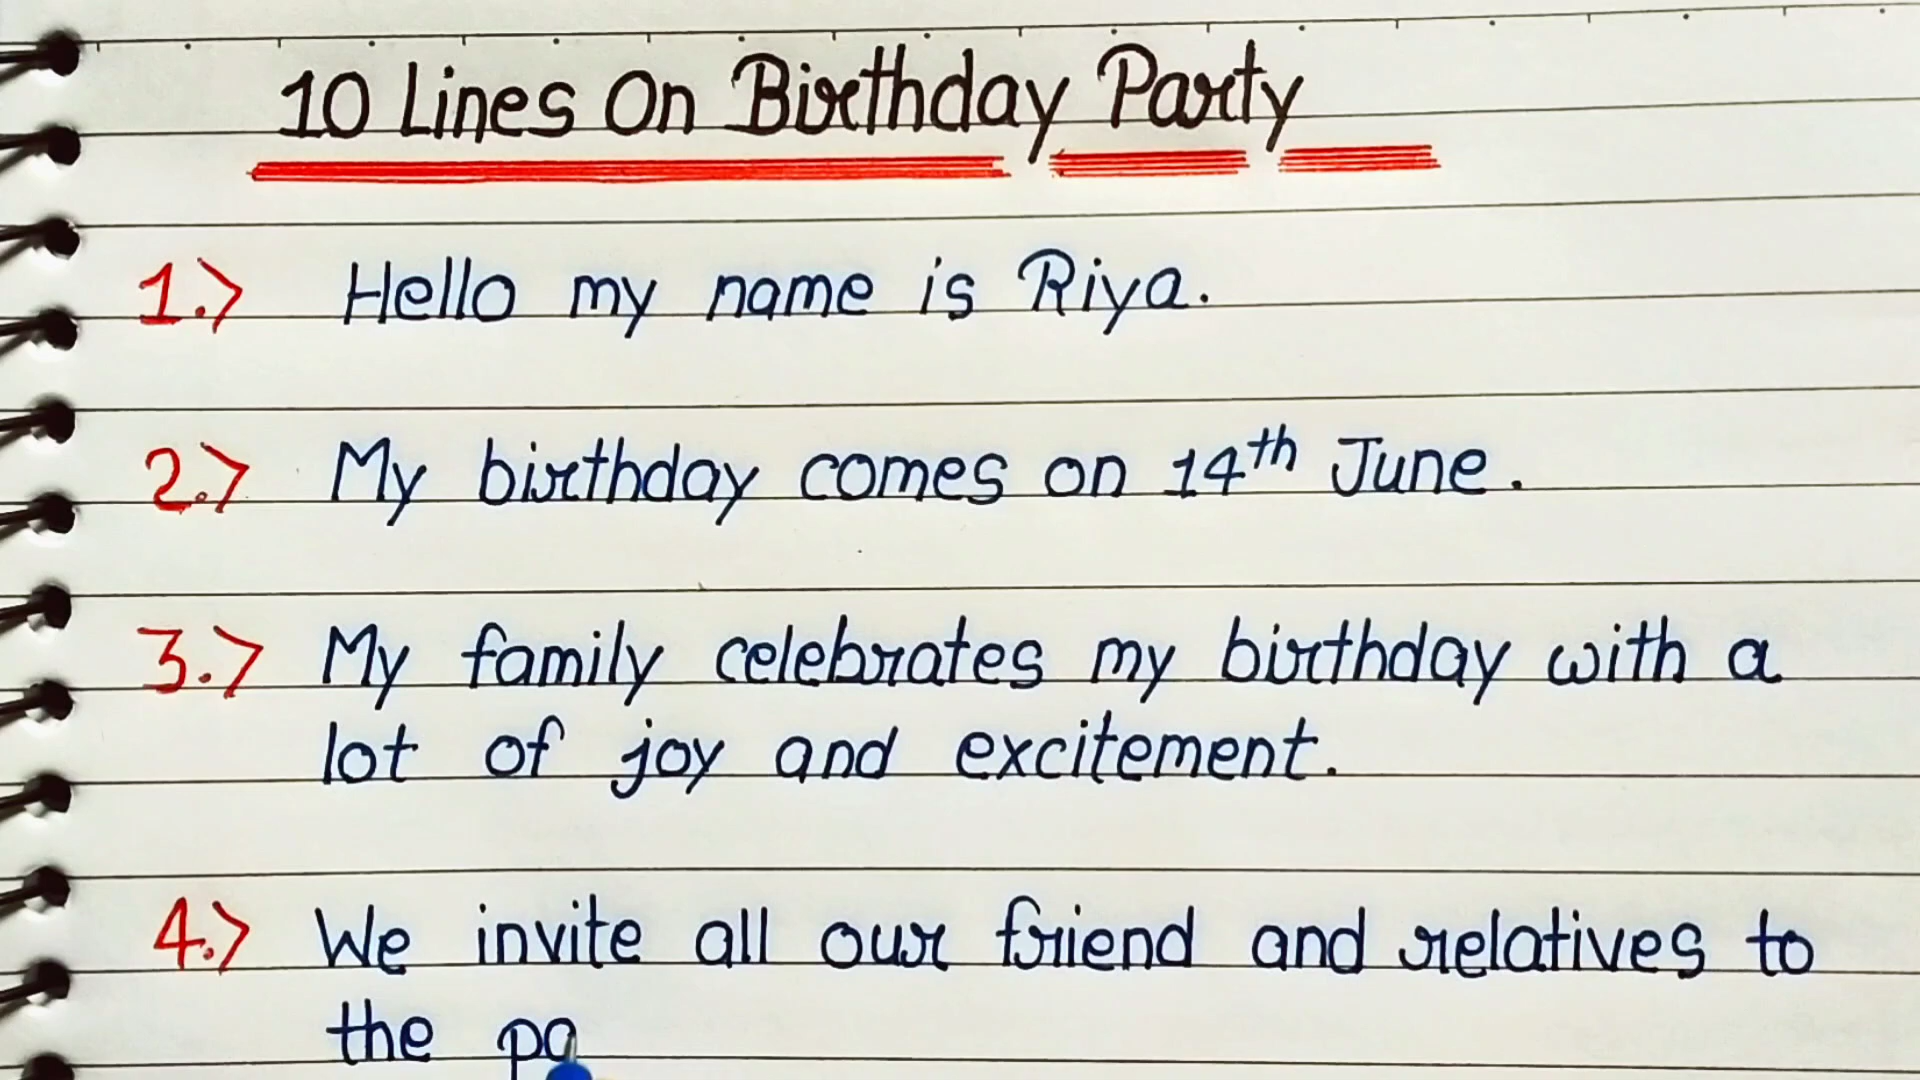 10 Lines On Birthday Party
1.> Hello my name is Riya.
2.> My birthday comes on 14th June.
3.> My family celebrates my birthday with a
lot of joy and excitement.
4.> We invite all our friend and relatives to
the pa